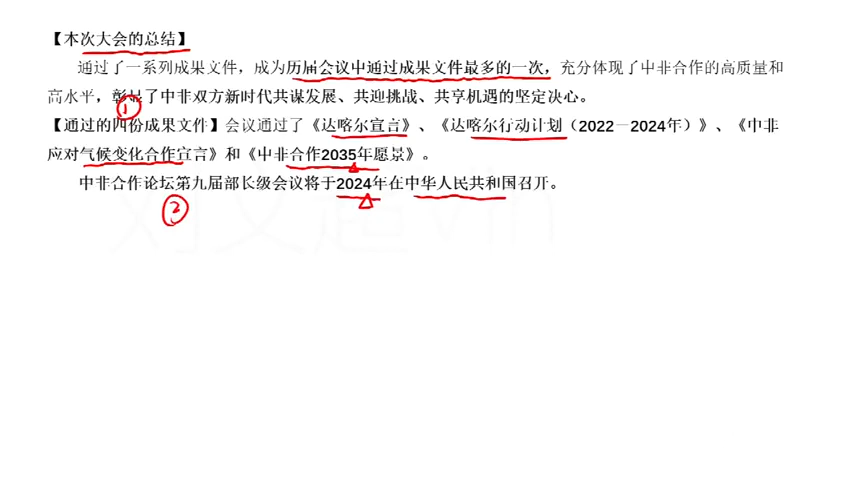 【本次大会的总结】
通过了一系列成果文件，成为历届会议中通过成果文件最多的一次，充分体现了中非合作的高质量和
高水平，彰显了中非双方新时代共谋发展、共迎挑战、共享机遇的坚定决心。
①
【通过的四份成果文件】会议通过了《达喀尔宣言》、《达喀尔行动计划（2022－2024年）》、《中非
应对气候变化合作宣言》和《中非合作2035年愿景》。
中非合作论坛第九届部长级会议将于2024年在中华人民共和国召开。
②